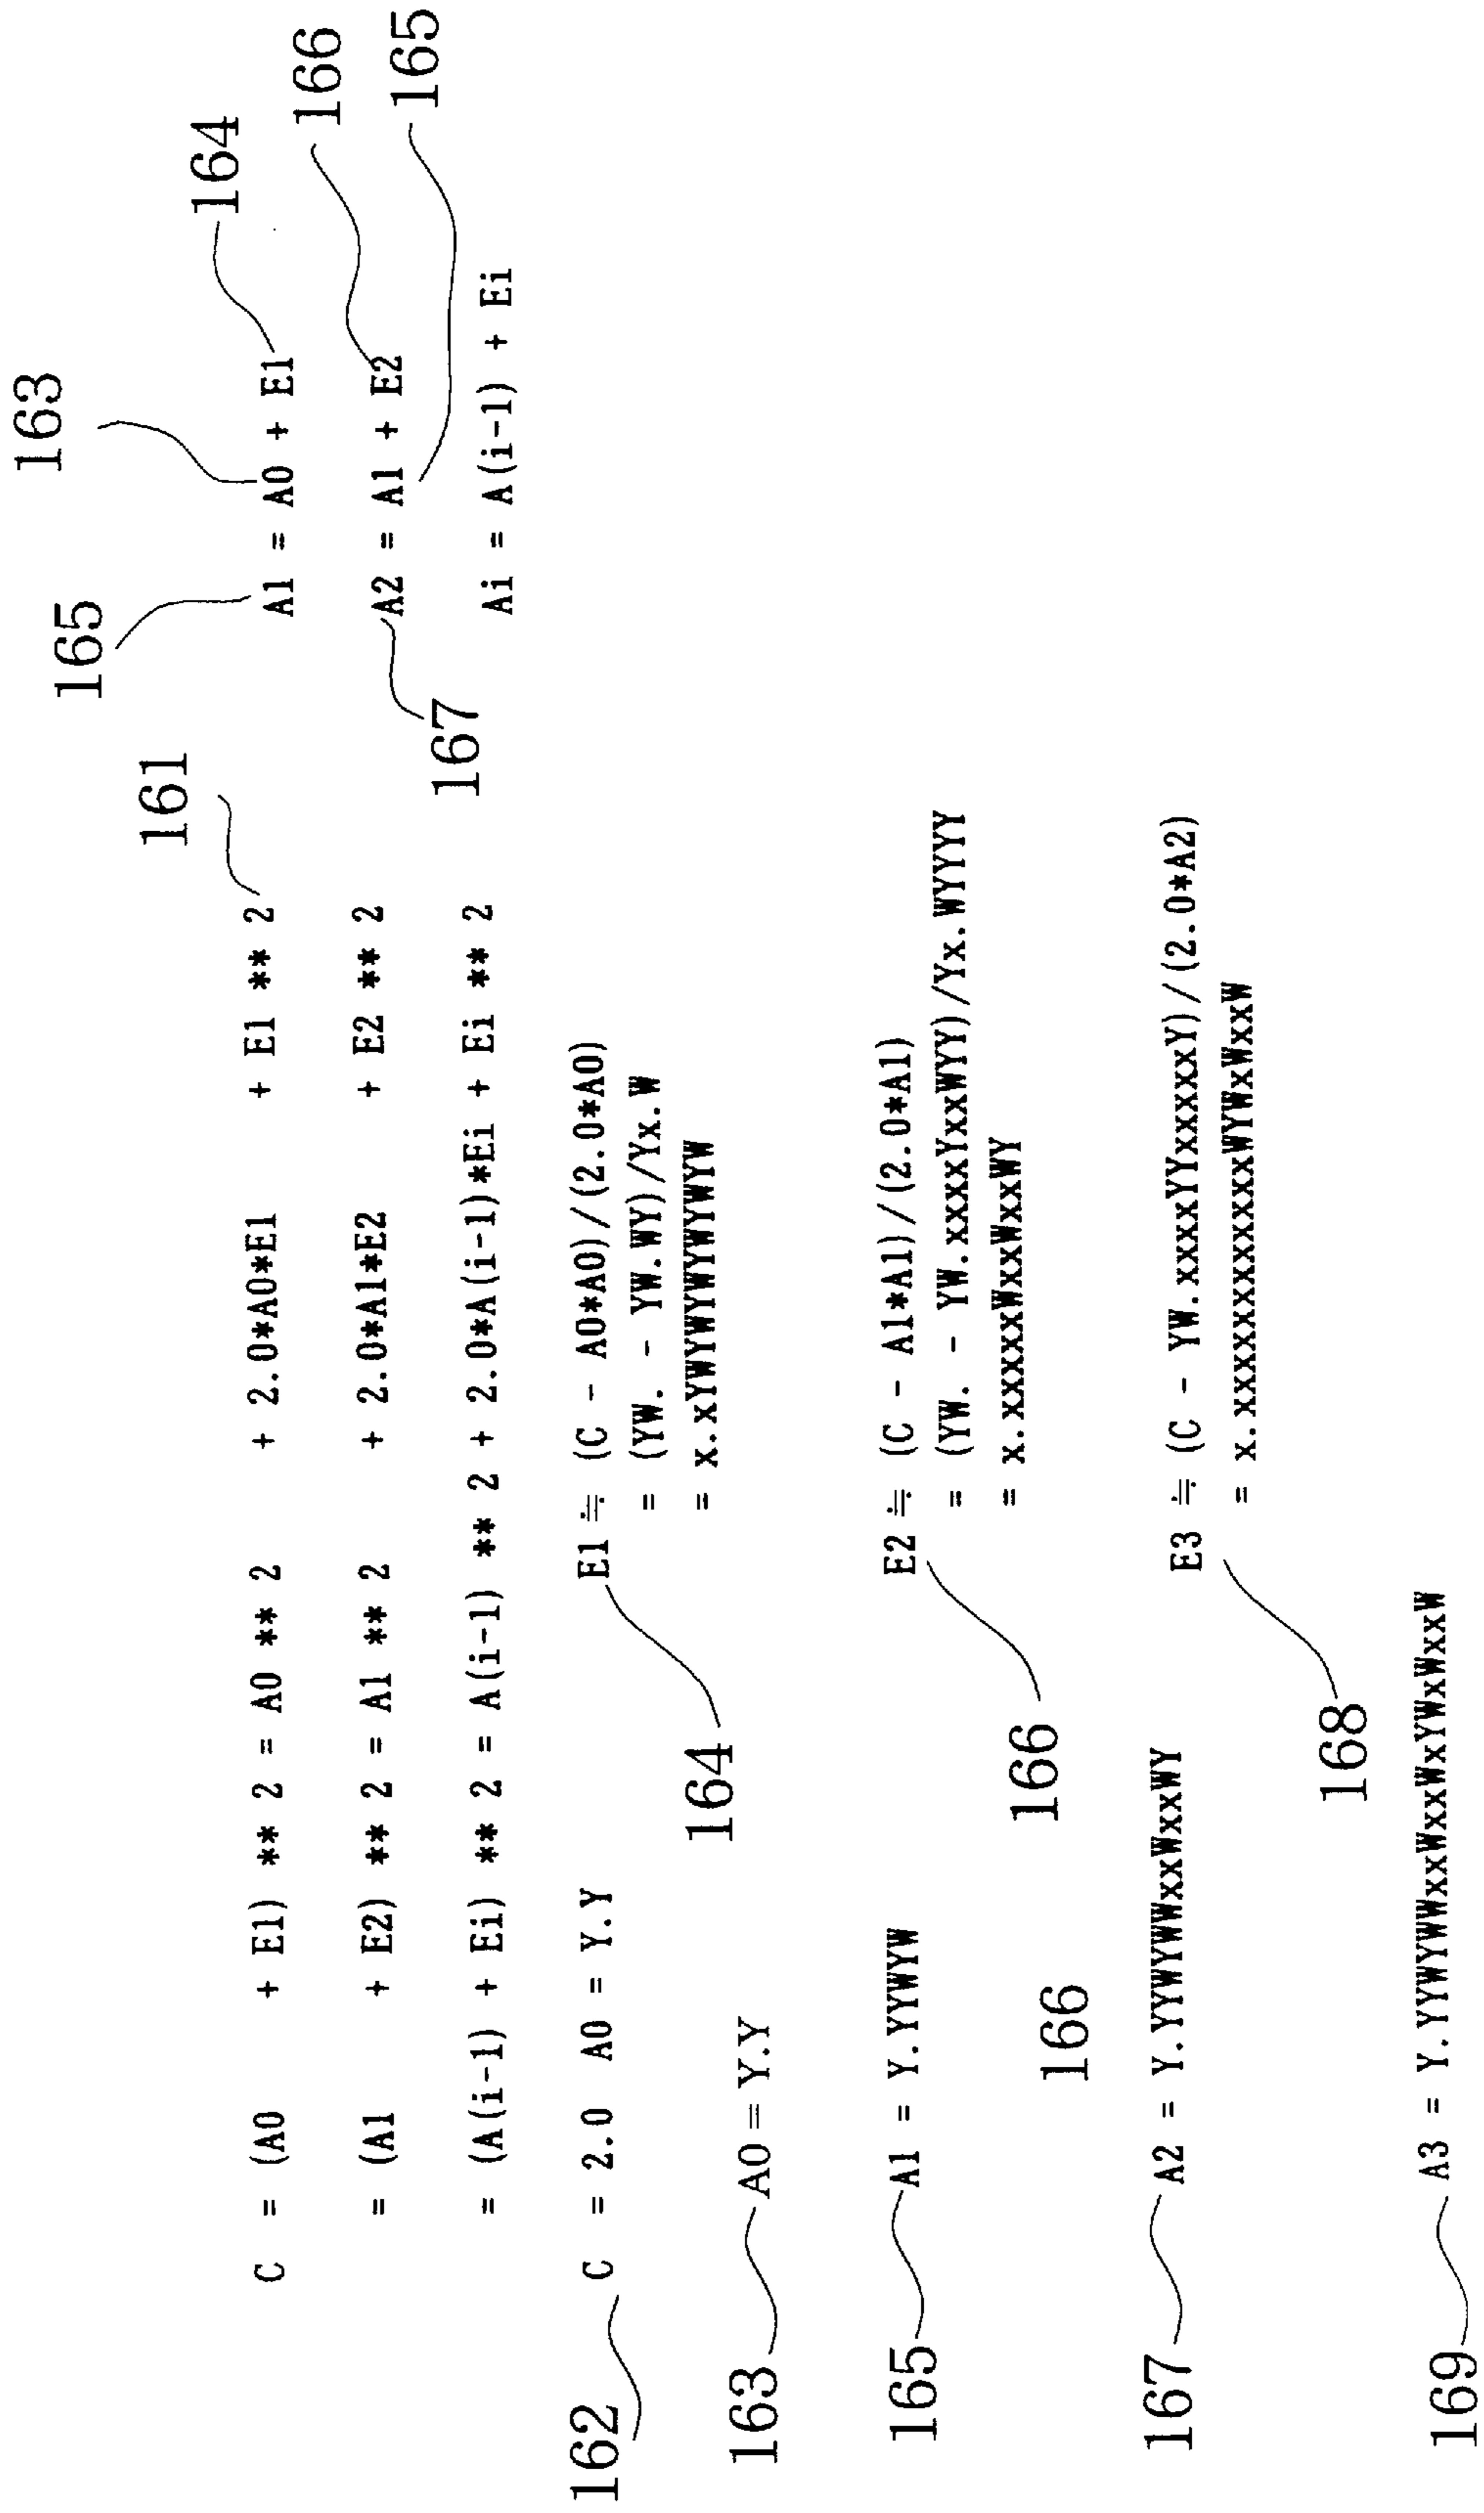 163
165
161
164
C = (A0 + E1) ** 2 = A0 ** 2 + 2.0*A0*E1 + E1 ** 2 A1 = A0 + E1
166
= (A1 + E2) ** 2 = A1 ** 2 + 2.0*A1*E2 + E2 ** 2 A2 = A1 + E2
165
167
= (A(i-1) + Ei) ** 2 = A(i-1) ** 2 + 2.0*A(i-1)*Ei + Ei ** 2 Ai = A(i-1) + Ei
162 C = 2.0 A0 = Y.Y E1 ≒ (C - A0*A0)/(2.0*A0)
= (YW. - YW.WY)/Yx.W
= x.xYWYWYWYWYWYW
164
163 A0=Y.Y
165 A1 = Y.YYWYW E2 ≒ (C - A1*A1)/(2.0*A1)
= (YW. - YW.xxxxYxxWYY)/Yx.WYYYY
= x.xxxxxWxxWxxWY
166 166
167 A2 = Y.YYWYWWxxWxxWY E3 ≒ (C - YW.xxxxYYxxxxxY)/(2.0*A2)
= x.xxxxxxxxxxxxWYWxWxxW
168
169 A3 = Y.YYWYWWxxWxxWxYWxWxxW